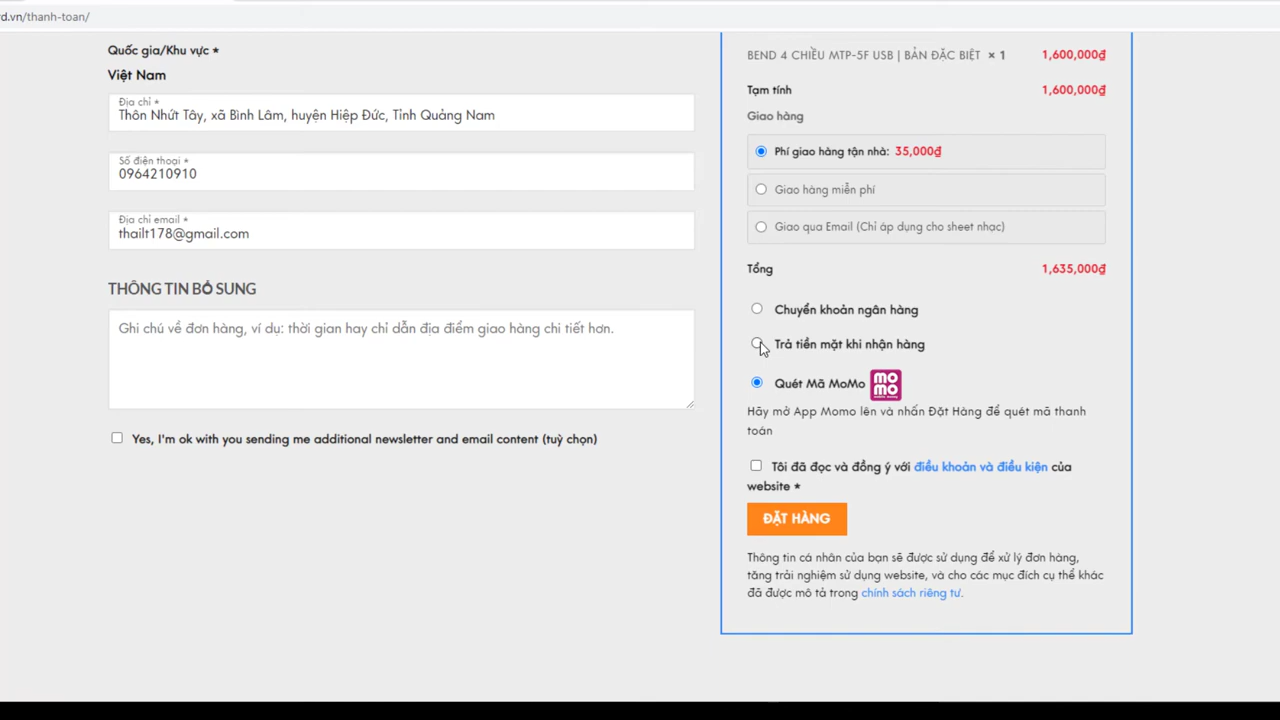 rd.vn/thanh-toan/
Quốc gia/Khu vực *
Việt Nam
Địa chỉ *
Thôn Nhứt Tây, xã Bình Lâm, huyện Hiệp Đức, Tỉnh Quảng Nam
Số điện thoại *
0964210910
Địa chỉ email *
thailt178@gmail.com
THÔNG TIN BỔ SUNG
Ghi chú về đơn hàng, ví dụ: thời gian hay chỉ dẫn địa điểm giao hàng chi tiết hơn.
Yes, I'm ok with you sending me additional newsletter and email content (tuỳ chọn)
BEND 4 CHIỀU MTP-5F USB | BẢN ĐẶC BIỆT × 1 1,600,000₫
Tạm tính 1,600,000₫
Giao hàng
Phí giao hàng tận nhà: 35,000₫
Giao hàng miễn phí
Giao qua Email (Chỉ áp dụng cho sheet nhạc)
Tổng 1,635,000₫
Chuyển khoản ngân hàng
Trả tiền mặt khi nhận hàng
Quét Mã MoMo mo mo
Hãy mở App Momo lên và nhấn Đặt Hàng để quét mã thanh
toán
Tôi đã đọc và đồng ý với điều khoản và điều kiện của
website *
ĐẶT HÀNG
Thông tin cá nhân của bạn sẽ được sử dụng để xử lý đơn hàng,
tăng trải nghiệm sử dụng website, và cho các mục đích cụ thể khác
đã được mô tả trong chính sách riêng tư.